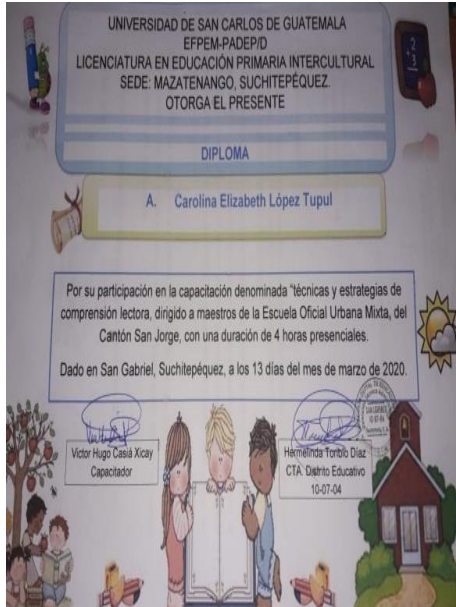 UNIVERSIDAD DE SAN CARLOS DE GUATEMALA
EFPEM-PADEP/D
LICENCIATURA EN EDUCACIÓN PRIMARIA INTERCULTURAL
SEDE: MAZATENANGO, SUCHITEPÉQUEZ.
OTORGA EL PRESENTE
DIPLOMA
A. Carolina Elizabeth López Tupul
Por su participación en la capacitación denominada “técnicas y estrategias de
comprensión lectora, dirigido a maestros de la Escuela Oficial Urbana Mixta, del
Cantón San Jorge, con una duración de 4 horas presenciales.
Dado en San Gabriel, Suchitepéquez, a los 13 días del mes de marzo de 2020.
Víctor Hugo Casiá Xicay
Capacitador
Hermelinda Toribio Díaz
CTA. Distrito Educativo
10-07-04